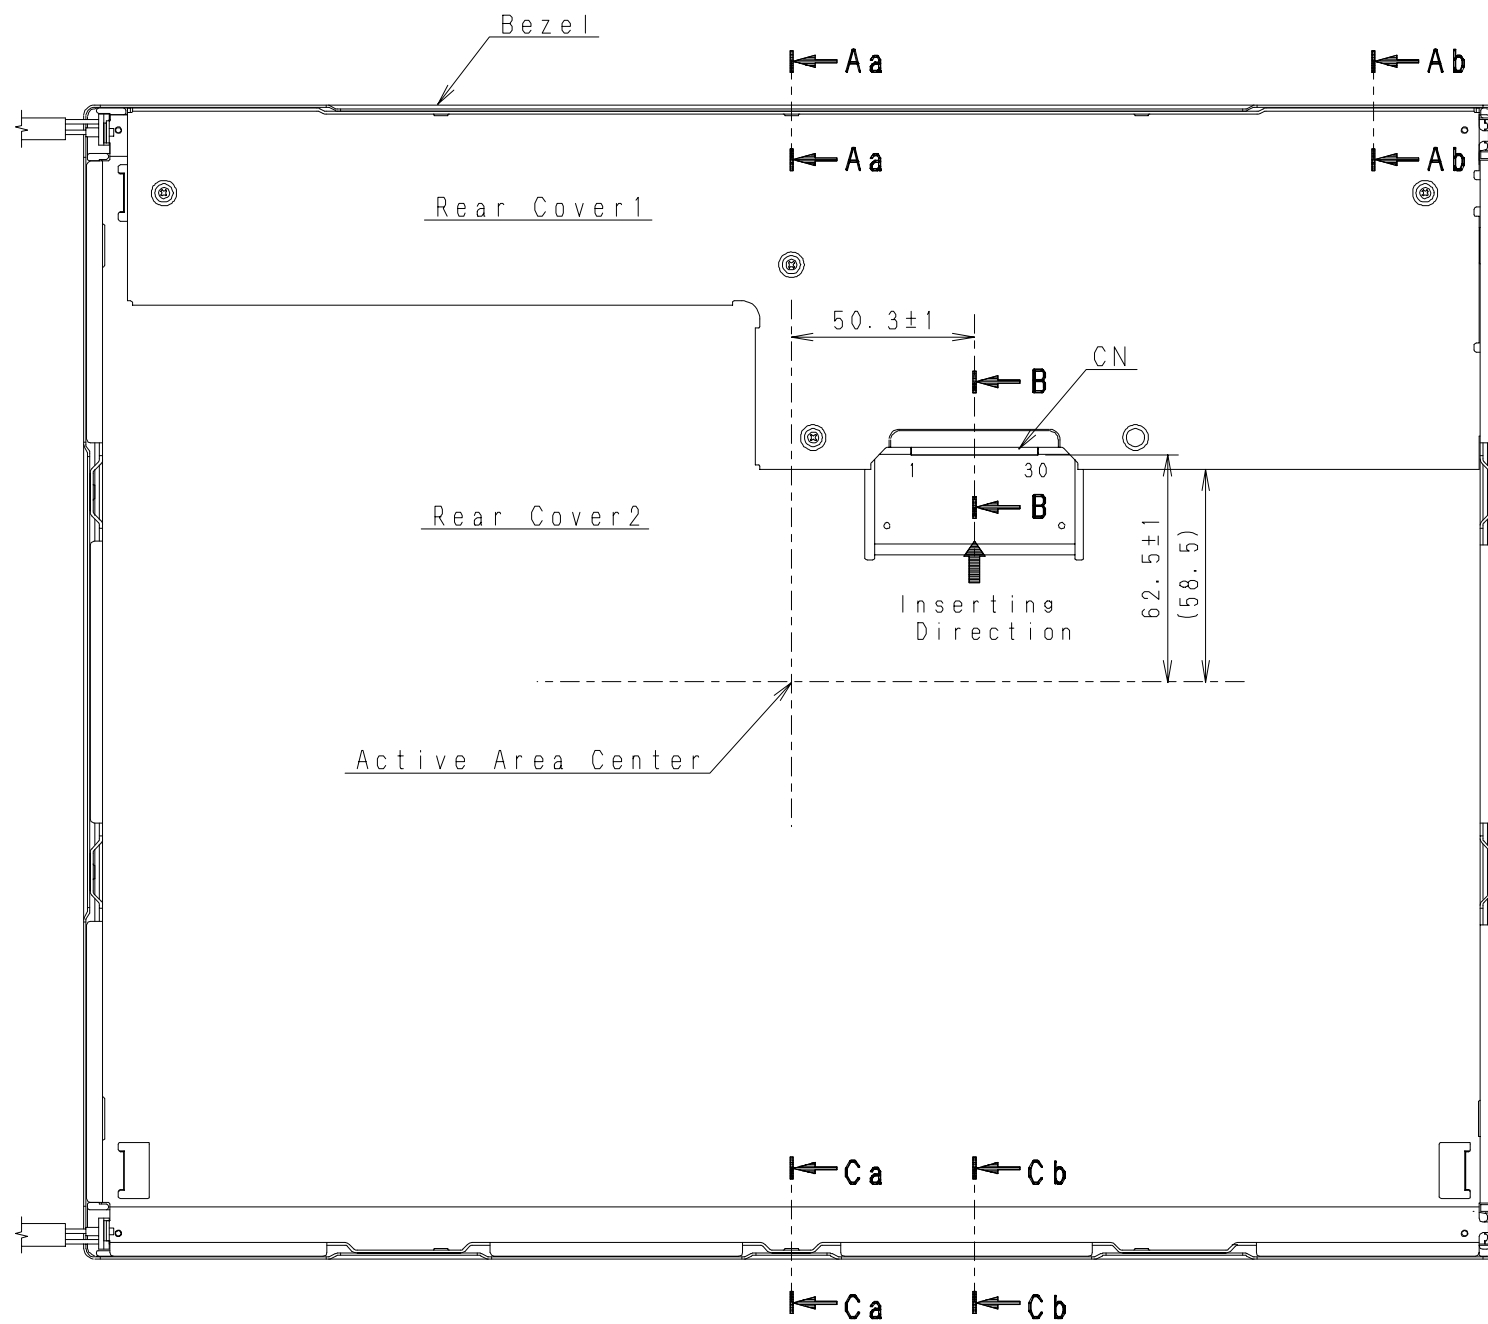 Bezel
Aa
Ab
Aa
Ab
Rear Cover1
50.3±1
CN
B
1
30
Rear Cover2
B
62.5±1
(58.5)
Inserting
Direction
Active Area Center
Ca
Cb
Ca
Cb